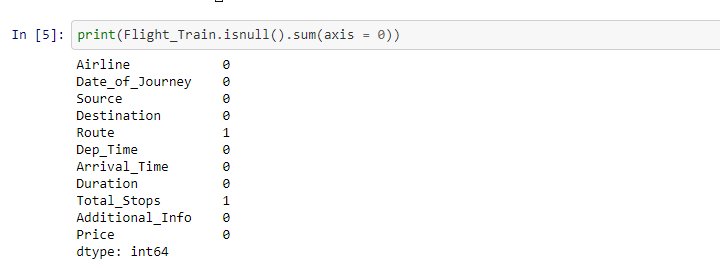 In [5]: print(Flight_Train.isnull().sum(axis = 0))
Airline 0
Date_of_Journey 0
Source 0
Destination 0
Route 1
Dep_Time 0
Arrival_Time 0
Duration 0
Total_Stops 1
Additional_Info 0
Price 0
dtype: int64